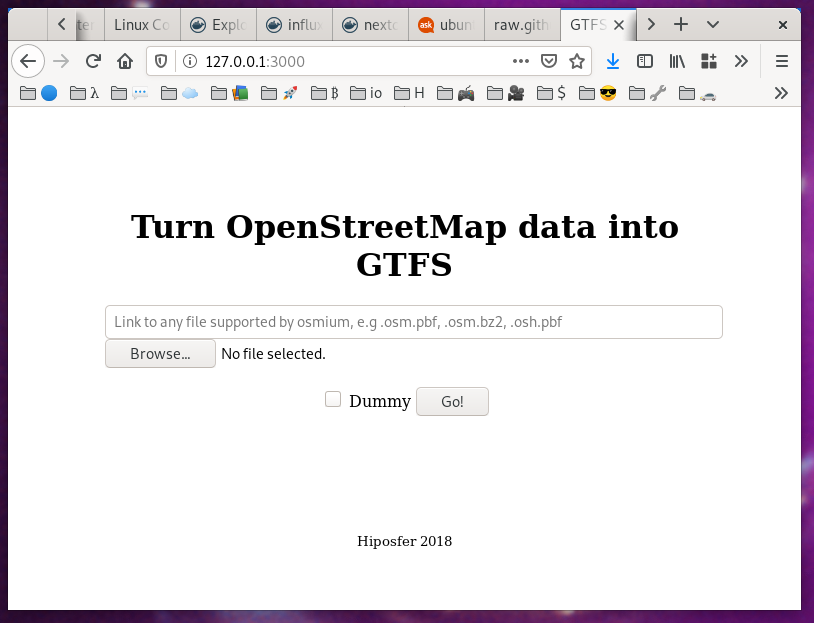 Linux Co
Explo
influx
nextc
ask
ubun
raw.gith
GTFS
127.0.0.1:3000
λ
₿
io
H
$
Turn OpenStreetMap data into
GTFS
Link to any file supported by osmium, e.g .osm.pbf, .osm.bz2, .osh.pbf
Browse... No file selected.
Dummy Go!
Hiposfer 2018